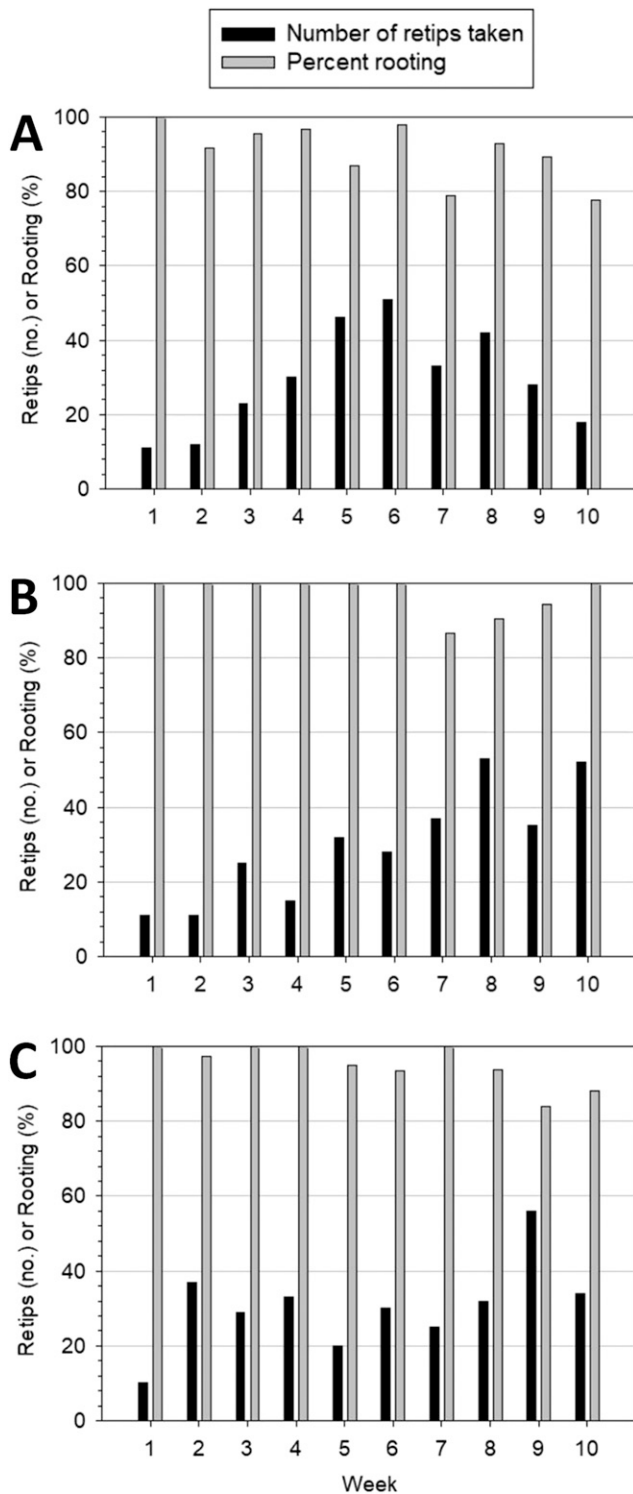 Number of retips taken
Percent rooting
A
Retips (no.) or Rooting (%)
100
80
60
40
20
0
1 2 3 4 5 6 7 8 9 10
B
Retips (no.) or Rooting (%)
100
80
60
40
20
0
1 2 3 4 5 6 7 8 9 10
C
Retips (no.) or Rooting (%)
100
80
60
40
20
0
1 2 3 4 5 6 7 8 9 10
Week